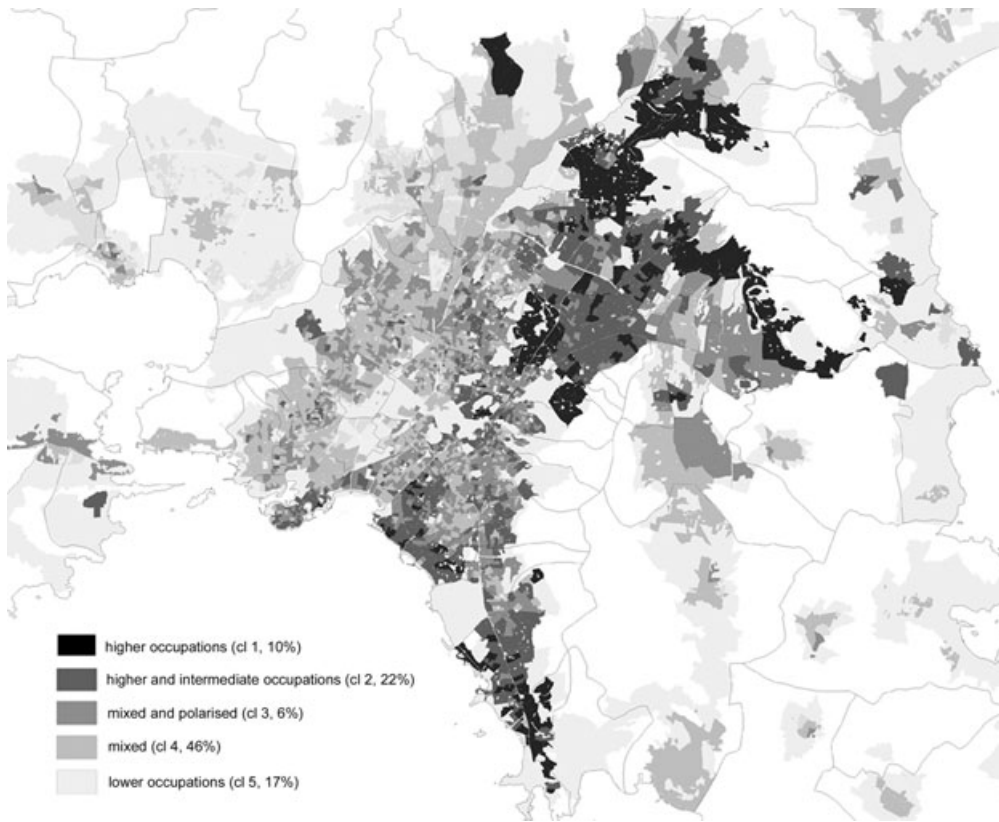 higher occupations (cl 1, 10%)
higher and intermediate occupations (cl 2, 22%)
mixed and polarised (cl 3, 6%)
mixed (cl 4, 46%)
lower occupations (cl 5, 17%)